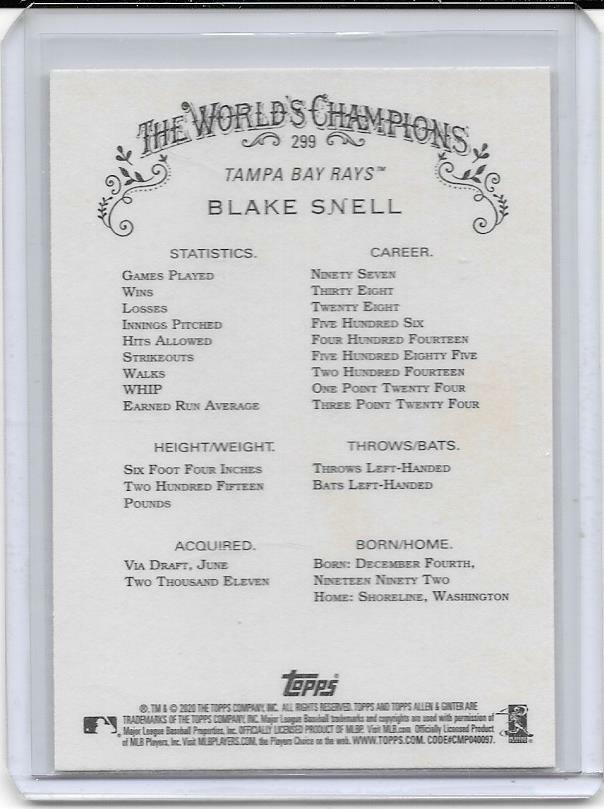 THE WORLD'S CHAMPIONS
299
TAMPA BAY RAYS™
BLAKE SNELL
STATISTICS. CAREER.
GAMES PLAYED NINETY SEVEN
WINS THIRTY EIGHT
LOSSES TWENTY EIGHT
INNINGS PITCHED FIVE HUNDRED SIX
HITS ALLOWED FOUR HUNDRED FOURTEEN
STRIKEOUTS FIVE HUNDRED EIGHTY FIVE
WALKS TWO HUNDRED FOURTEEN
WHIP ONE POINT TWENTY FOUR
EARNED RUN AVERAGE THREE POINT TWENTY FOUR
HEIGHT/WEIGHT. THROWS/BATS.
SIX FOOT FOUR INCHES THROWS LEFT-HANDED
TWO HUNDRED FIFTEEN BATS LEFT-HANDED
POUNDS
ACQUIRED. BORN/HOME.
VIA DRAFT, JUNE BORN: DECEMBER FOURTH,
TWO THOUSAND ELEVEN NINETEEN NINETY TWO
HOME: SHORELINE, WASHINGTON
topps
®, TM & © 2020 THE TOPPS COMPANY, INC. ALL RIGHTS RESERVED. TOPPS AND TOPPS ALLEN & GINTER ARE
TRADEMARKS OF THE TOPPS COMPANY, INC. Major League Baseball trademarks and copyrights are used with permission of
Major League Baseball Properties, Inc. OFFICIALLY LICENSED PRODUCT OF MLBP. Visit MLB.com. Officially Licensed Product
of MLB Players, Inc. Visit MLBPLAYERS.COM, the Players Choice on the web. WWW.TOPPS.COM. CODE#CMP040097.